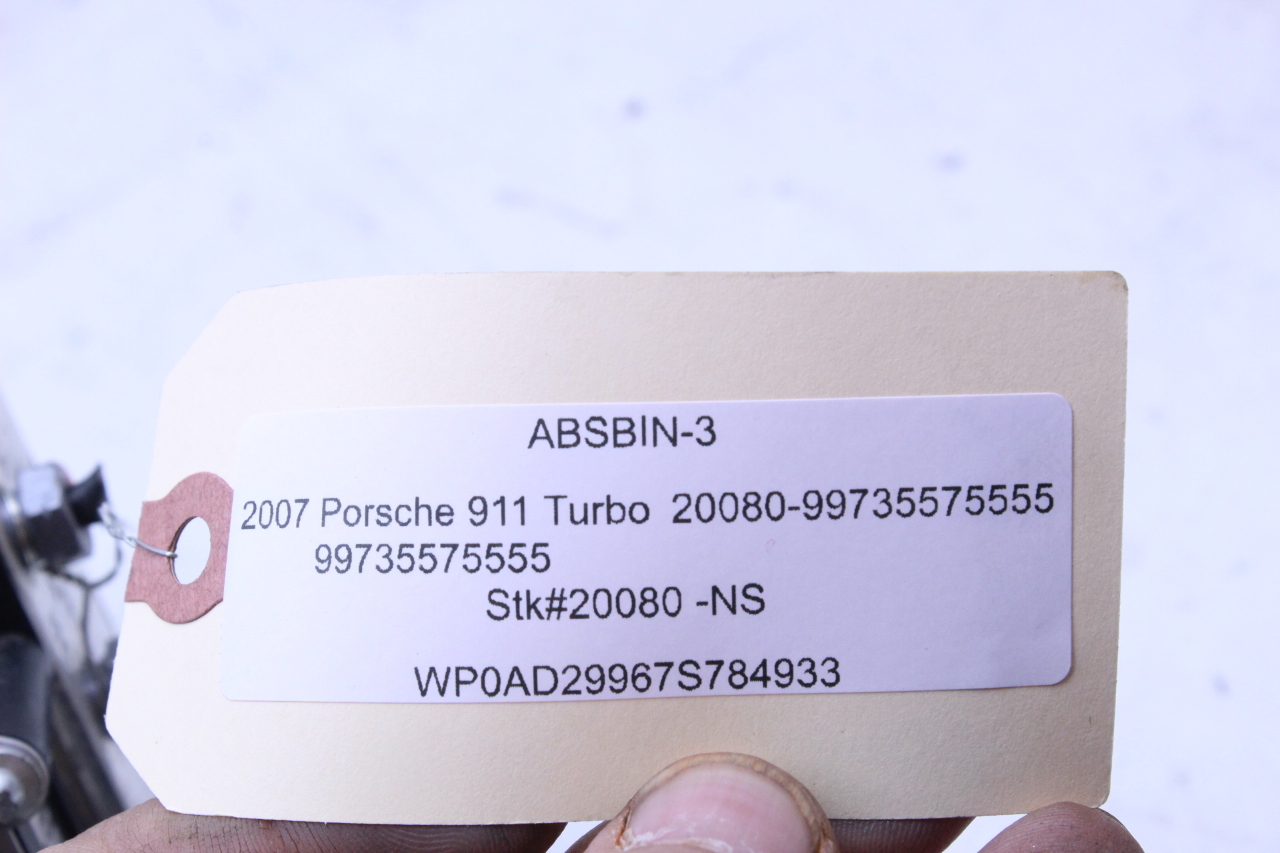 ABSBIN-3
2007 Porsche 911 Turbo 20080-99735575555
99735575555
Stk#20080 -NS
WP0AD29967S784933